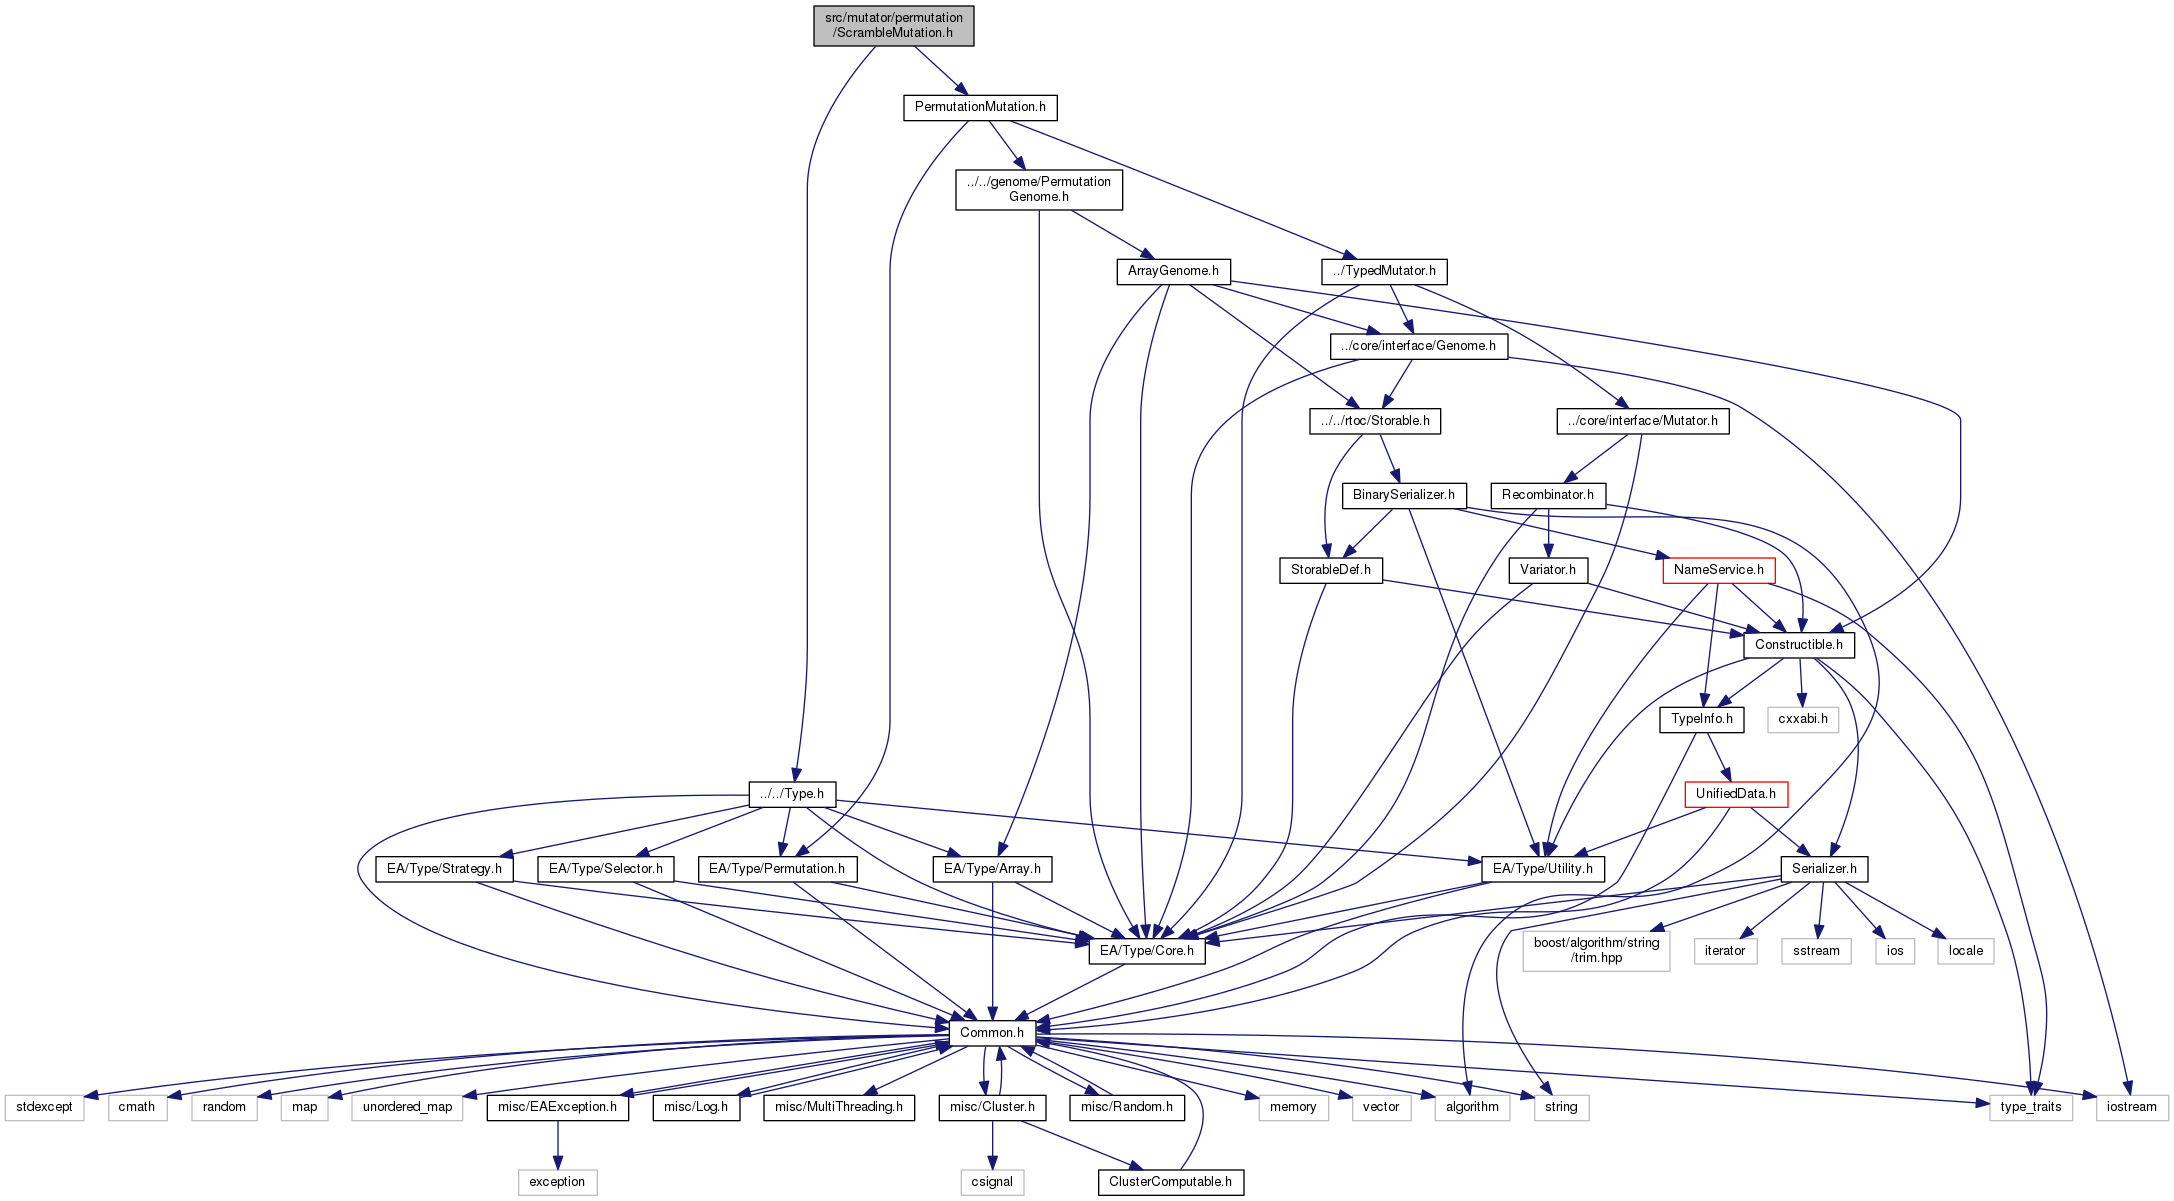 src/mutator/permutation
/ScrambleMutation.h
PermutationMutation.h
../../genome/Permutation
Genome.h
ArrayGenome.h
../TypedMutator.h
../core/interface/Genome.h
../../rtoc/Storable.h
../core/interface/Mutator.h
BinarySerializer.h
Recombinator.h
StorableDef.h
Variator.h
NameService.h
Constructible.h
TypeInfo.h
cxxabi.h
../../Type.h
UnifiedData.h
EA/Type/Strategy.h
EA/Type/Selector.h
EA/Type/Permutation.h
EA/Type/Array.h
EA/Type/Utility.h
Serializer.h
EA/Type/Core.h
boost/algorithm/string
/trim.hpp
iterator
sstream
ios
locale
Common.h
stdexcept
cmath
random
map
unordered_map
misc/EAException.h
misc/Log.h
misc/MultiThreading.h
misc/Cluster.h
misc/Random.h
memory
vector
algorithm
string
type_traits
iostream
exception
csignal
ClusterComputable.h